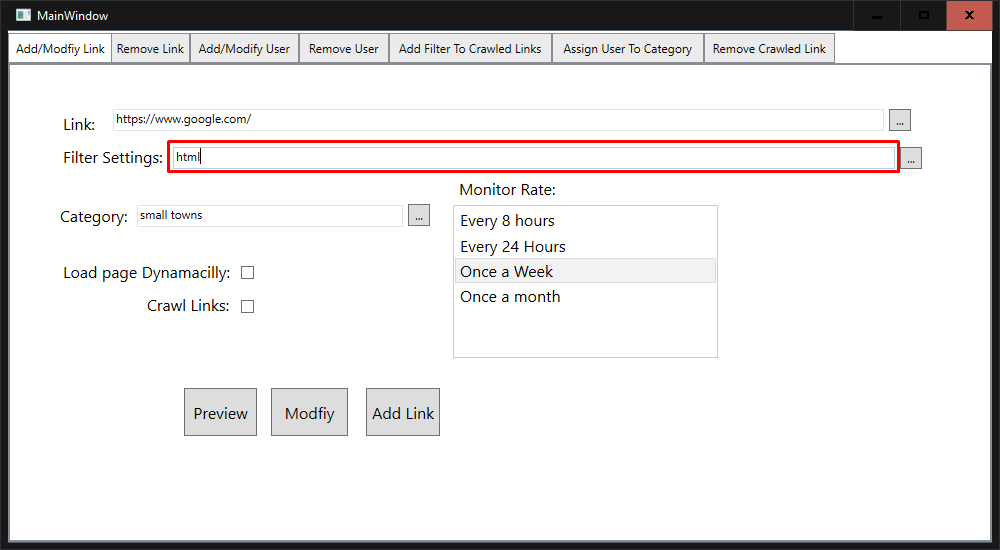 MainWindow
Add/Modfiy Link Remove Link Add/Modify User Remove User Add Filter To Crawled Links Assign User To Category Remove Crawled Link
Link: https://www.google.com/ ...
Filter Settings: html ...
Monitor Rate:
Category: small towns ...
Every 8 hours
Every 24 Hours
Load page Dynamacilly:
Once a Week
Once a month
Crawl Links:
Preview Modfiy Add Link